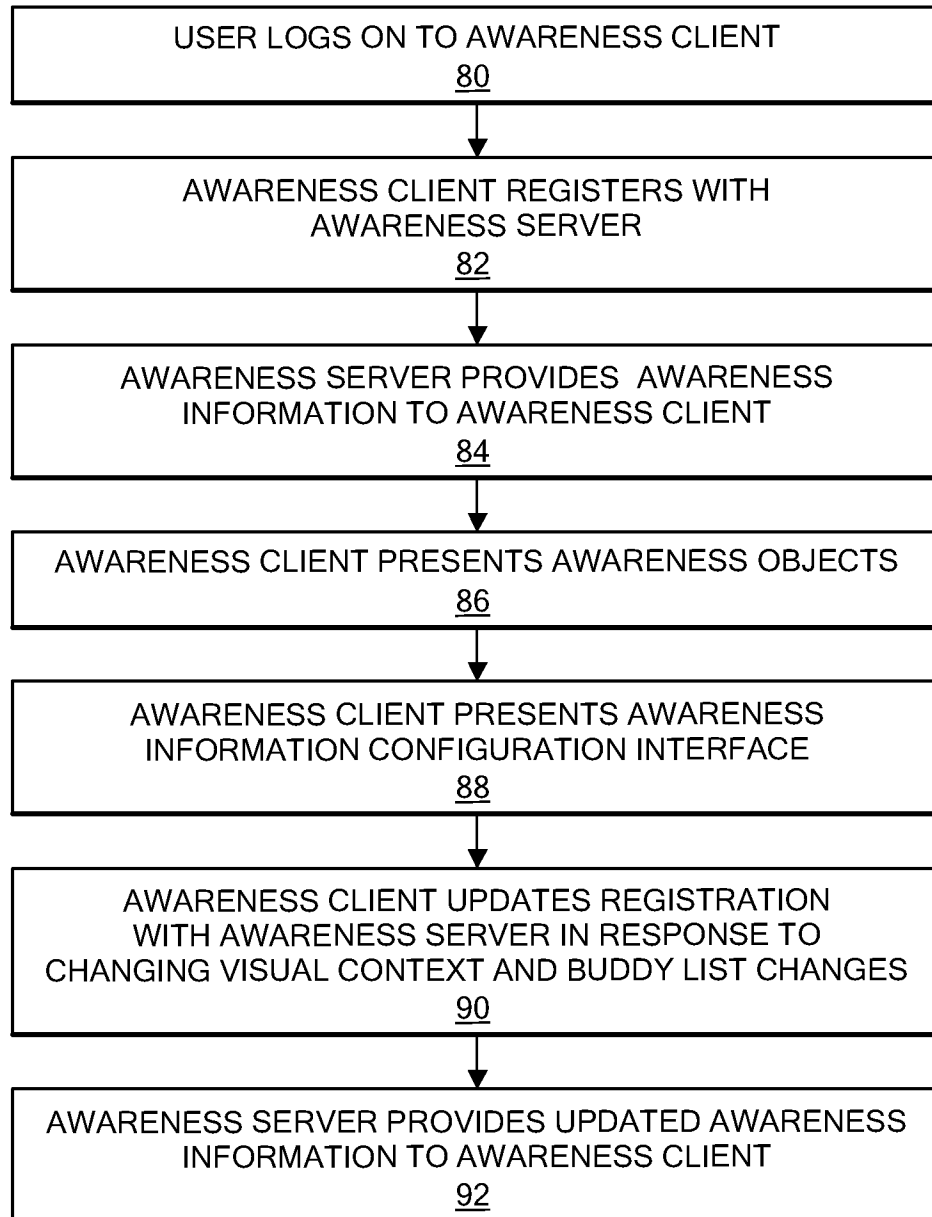 USER LOGS ON TO AWARENESS CLIENT
80
AWARENESS CLIENT REGISTERS WITH
AWARENESS SERVER
82
AWARENESS SERVER PROVIDES AWARENESS
INFORMATION TO AWARENESS CLIENT
84
AWARENESS CLIENT PRESENTS AWARENESS OBJECTS
86
AWARENESS CLIENT PRESENTS AWARENESS
INFORMATION CONFIGURATION INTERFACE
88
AWARENESS CLIENT UPDATES REGISTRATION
WITH AWARENESS SERVER IN RESPONSE TO
CHANGING VISUAL CONTEXT AND BUDDY LIST CHANGES
90
AWARENESS SERVER PROVIDES UPDATED AWARENESS
INFORMATION TO AWARENESS CLIENT
92